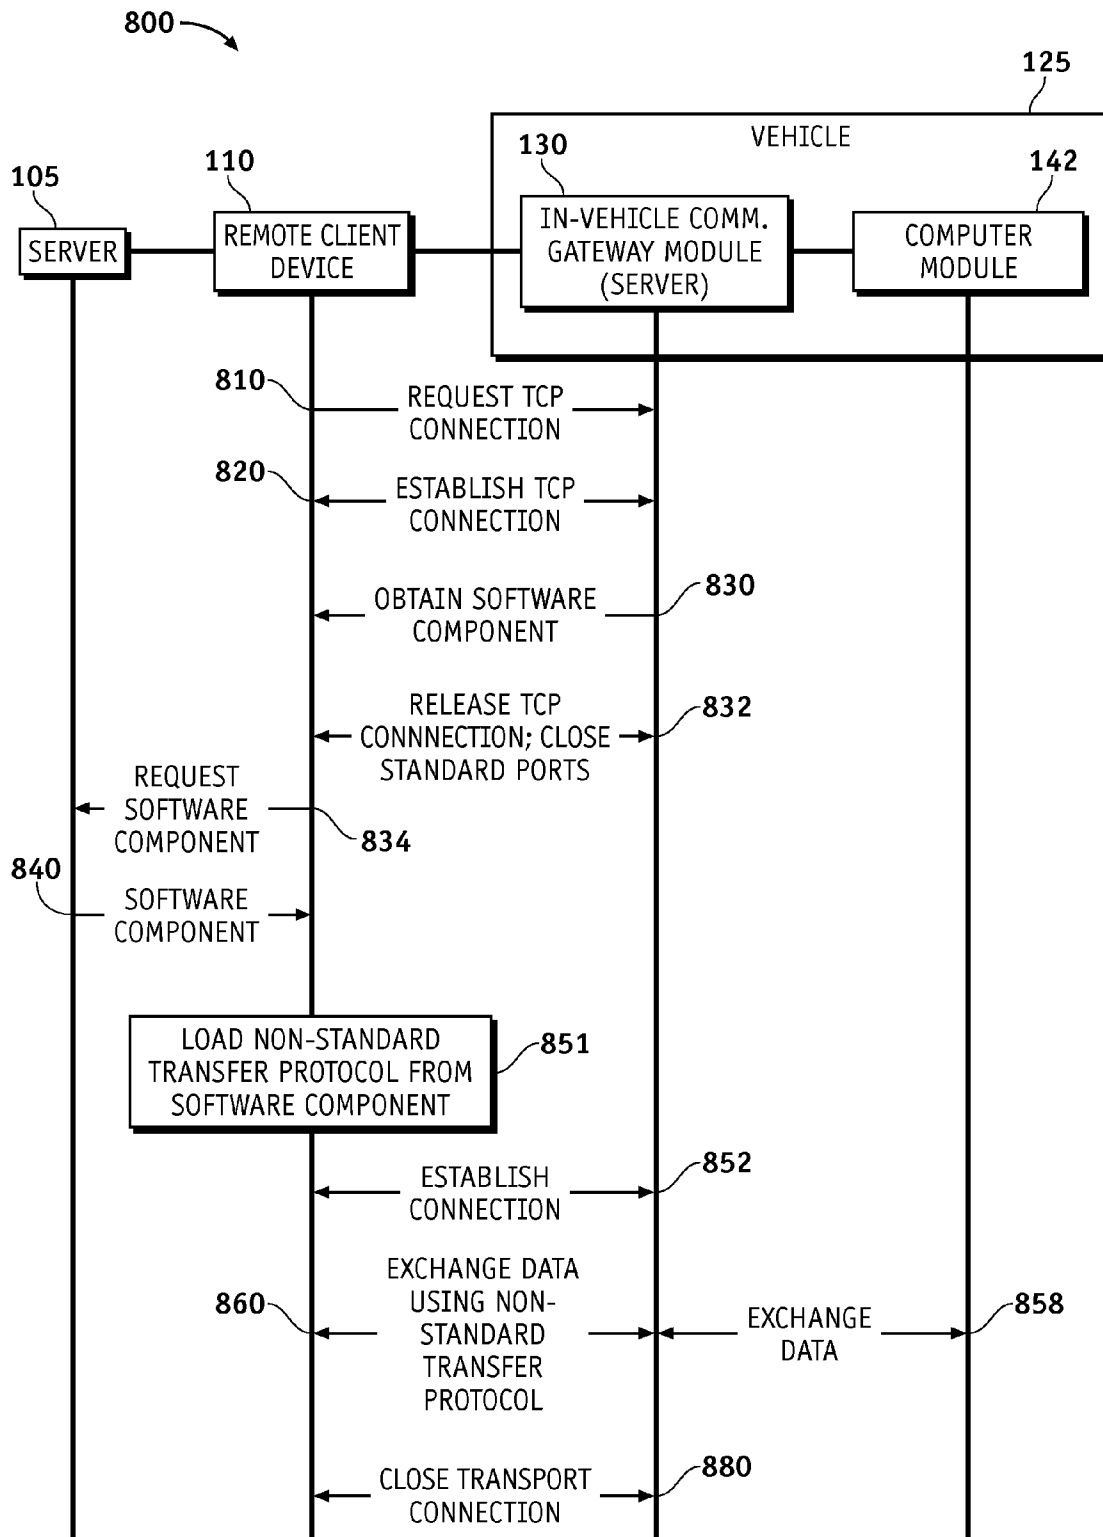 800
125
VEHICLE
130
110
142
105
SERVER
REMOTE CLIENT
DEVICE
IN-VEHICLE COMM.
GATEWAY MODULE
(SERVER)
COMPUTER
MODULE
810
REQUEST TCP
CONNECTION
820
ESTABLISH TCP
CONNECTION
830
OBTAIN SOFTWARE
COMPONENT
RELEASE TCP
CONNNECTION; CLOSE
STANDARD PORTS
832
REQUEST
SOFTWARE
COMPONENT
834
840
SOFTWARE
COMPONENT
LOAD NON-STANDARD
TRANSFER PROTOCOL FROM
SOFTWARE COMPONENT
851
ESTABLISH
CONNECTION
852
860
EXCHANGE DATA
USING NON-
STANDARD
TRANSFER
PROTOCOL
EXCHANGE
DATA
858
CLOSE TRANSPORT
CONNECTION
880